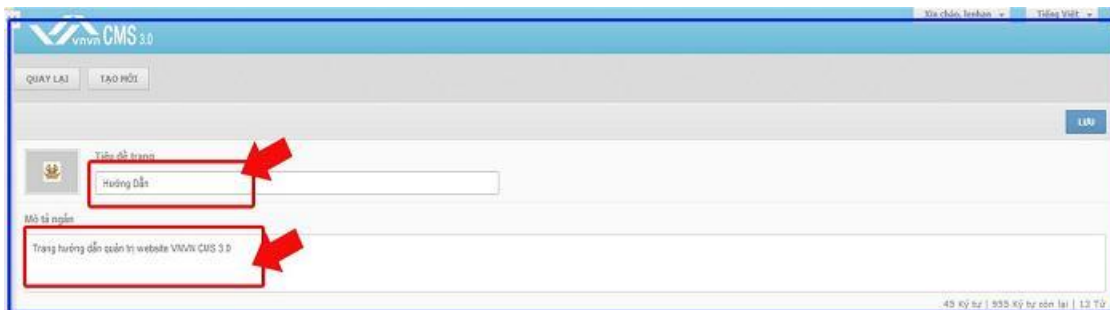 Xin chào, lenhan
Tiếng Việt
vnvn CMS 3.0
QUAY LẠI
TẠO MỚI
LƯU
Tiêu đề trang
Hướng Dẫn
Mô tả ngắn
Trang hướng dẫn quản trị website VNVN CMS 3.0
45 Ký tự | 955 Ký tự còn lại | 12 Từ